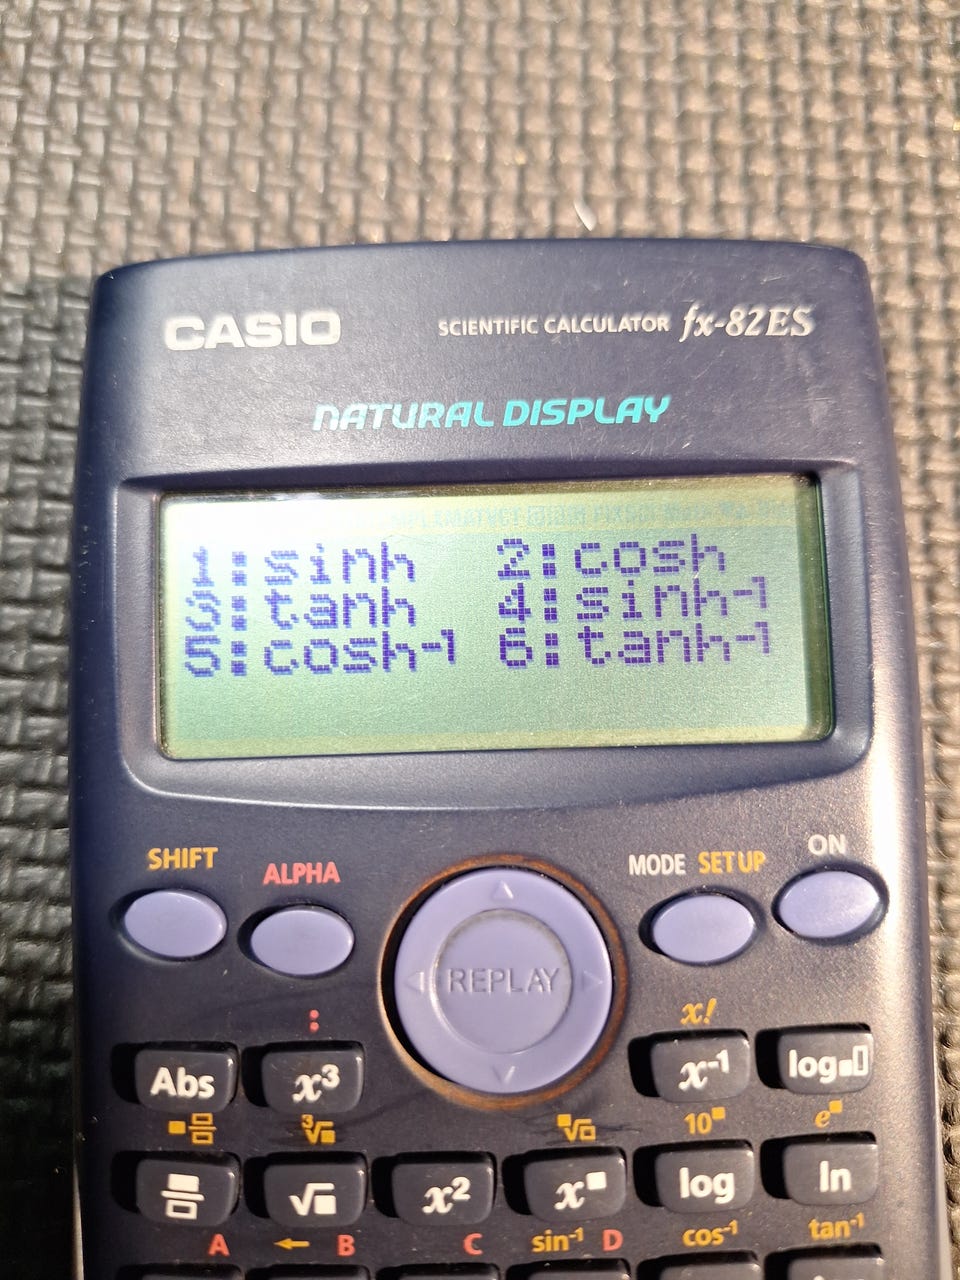 CASIO SCIENTIFIC CALCULATOR fx-82ES
NATURAL DISPLAY
1:sinh 2:cosh
3:tanh 4:sinh-1
5:cosh-1 6:tanh-1
SHIFT ALPHA MODE SETUP ON
REPLAY
: x!
Abs x³ x⁻¹ log■□
■■/□ ³√■ ■√□ 10■ e■
■/□ √■ x² x■ log ln
A ← B C sin⁻¹ D cos⁻¹ tan⁻¹